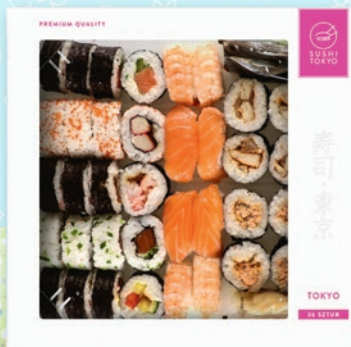 PREMIUM QUALITY
SUSHI
TOKYO
寿司・東京
TOKYO
36 SZTUK